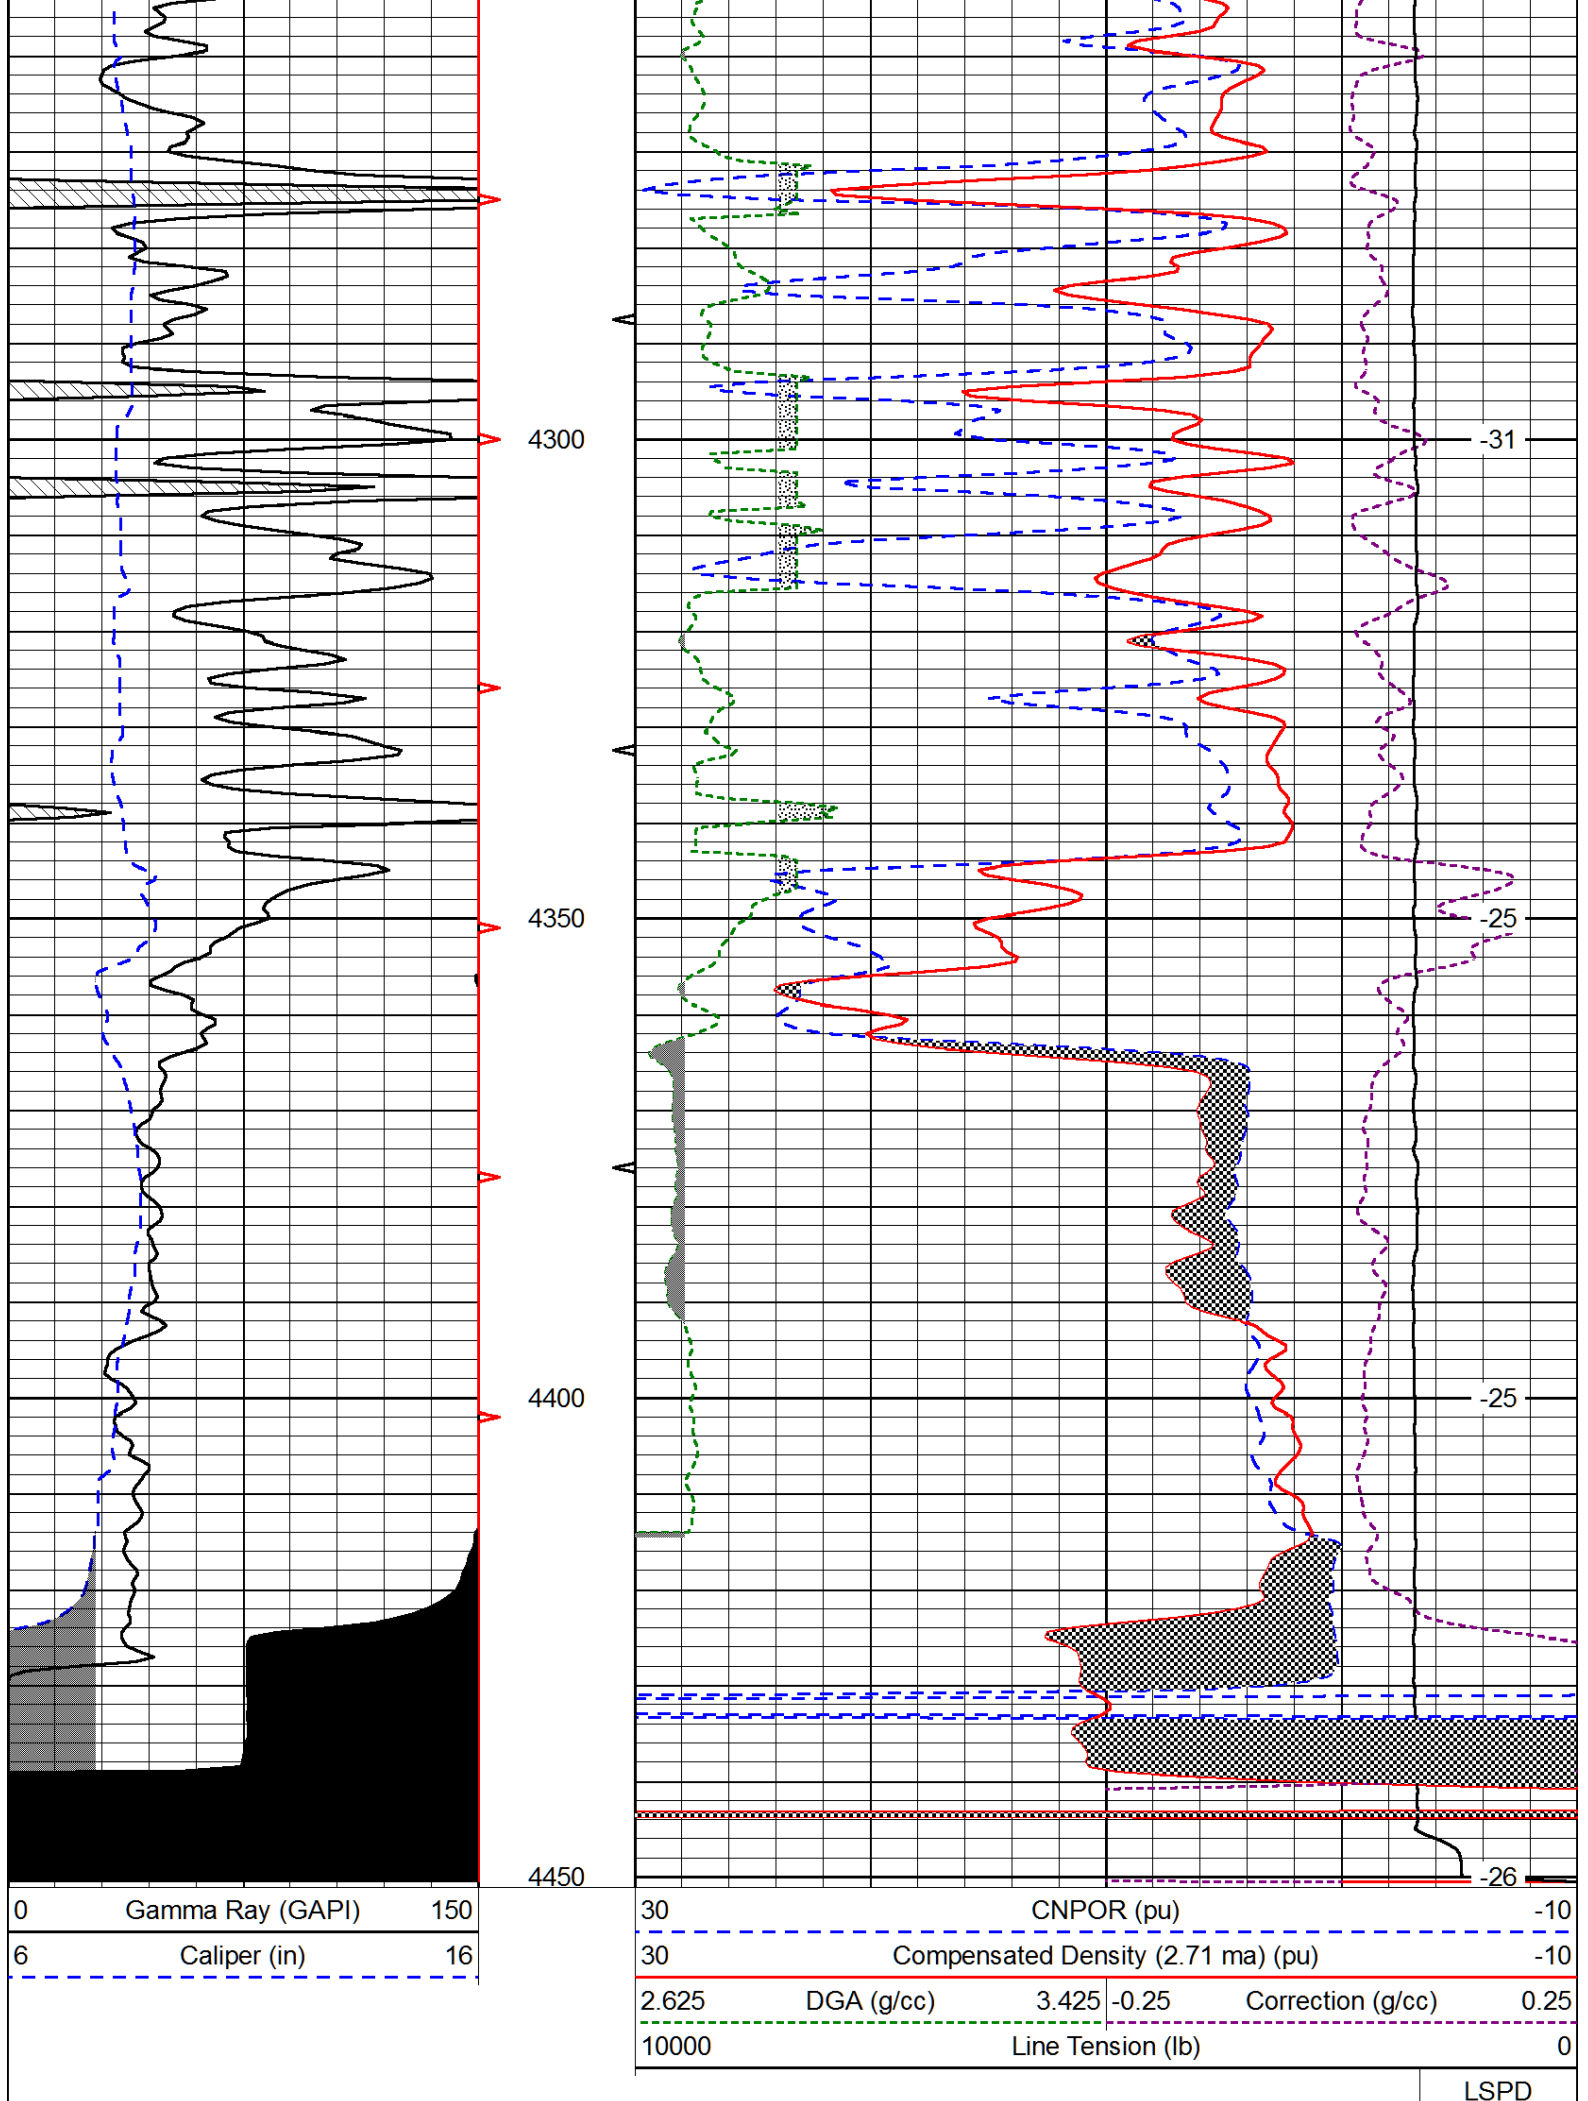 4300
-31
4350
-25
4400
-25
4450
-26
0 Gamma Ray (GAPI) 150
6 Caliper (in) 16
30 CNPOR (pu) -10
30 Compensated Density (2.71 ma) (pu) -10
2.625 DGA (g/cc) 3.425 -0.25 Correction (g/cc) 0.25
10000 Line Tension (lb) 0
LSPD